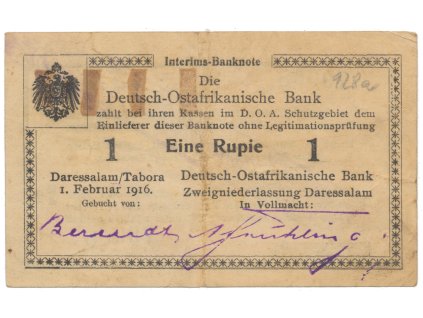 Interims-Banknote
928a
Die
Deutsch-Ostafrikanische Bank
zahlt bei ihren Kassen im D. O. A. Schutzgebiet dem
Einlieferer dieser Banknote ohne Legitimationsprüfung
1 Eine Rupie 1
Daressalam/Tabora
1. Februar 1916.
Gebucht von:
Deutsch-Ostafrikanische Bank
Zweigniederlassung Daressalam
In Vollmacht: